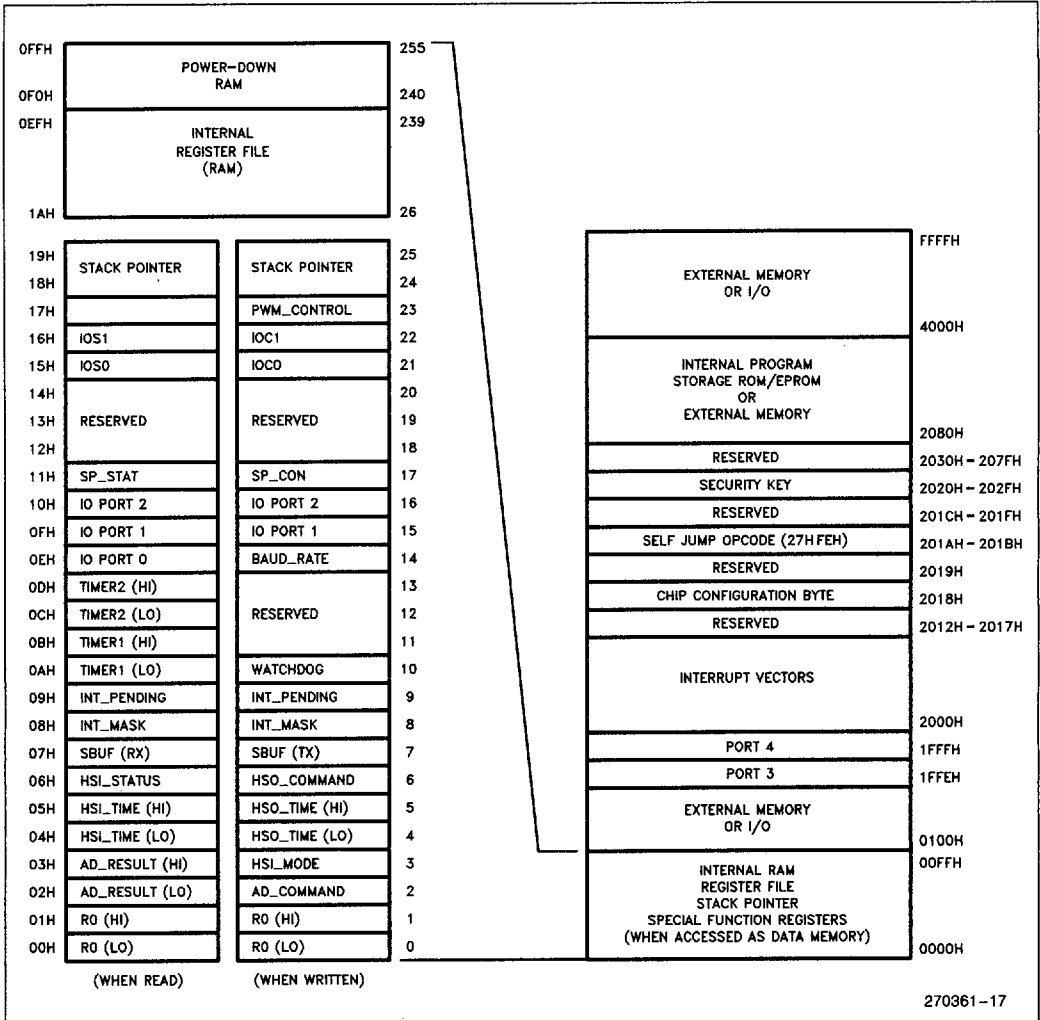 0FFH 255
POWER-DOWN
RAM
0F0H 240
0EFH 239
INTERNAL
REGISTER FILE
(RAM)
1AH 26
19H 25
STACK POINTER STACK POINTER
18H 24
17H PWM_CONTROL 23
16H IOS1 IOC1 22
15H IOS0 IOC0 21
14H 20
13H RESERVED RESERVED 19
12H 18
11H SP_STAT SP_CON 17
10H IO PORT 2 IO PORT 2 16
0FH IO PORT 1 IO PORT 1 15
0EH IO PORT 0 BAUD_RATE 14
0DH TIMER2 (HI) 13
0CH TIMER2 (LO) RESERVED 12
0BH TIMER1 (HI) 11
0AH TIMER1 (LO) WATCHDOG 10
09H INT_PENDING INT_PENDING 9
08H INT_MASK INT_MASK 8
07H SBUF (RX) SBUF (TX) 7
06H HSI_STATUS HSO_COMMAND 6
05H HSI_TIME (HI) HSO_TIME (HI) 5
04H HSI_TIME (LO) HSO_TIME (LO) 4
03H AD_RESULT (HI) HSI_MODE 3
02H AD_RESULT (LO) AD_COMMAND 2
01H R0 (HI) R0 (HI) 1
00H R0 (LO) R0 (LO) 0
(WHEN READ) (WHEN WRITTEN)
FFFFH
EXTERNAL MEMORY
OR I/O
4000H
INTERNAL PROGRAM
STORAGE ROM/EPROM
OR
EXTERNAL MEMORY
2080H
RESERVED 2030H - 207FH
SECURITY KEY 2020H - 202FH
RESERVED 201CH - 201FH
SELF JUMP OPCODE (27H FEH) 201AH - 201BH
RESERVED 2019H
CHIP CONFIGURATION BYTE 2018H
RESERVED 2012H - 2017H
INTERRUPT VECTORS
2000H
PORT 4 1FFFH
PORT 3 1FFEH
EXTERNAL MEMORY
OR I/O
0100H
00FFH
INTERNAL RAM
REGISTER FILE
STACK POINTER
SPECIAL FUNCTION REGISTERS
(WHEN ACCESSED AS DATA MEMORY)
0000H
270361-17